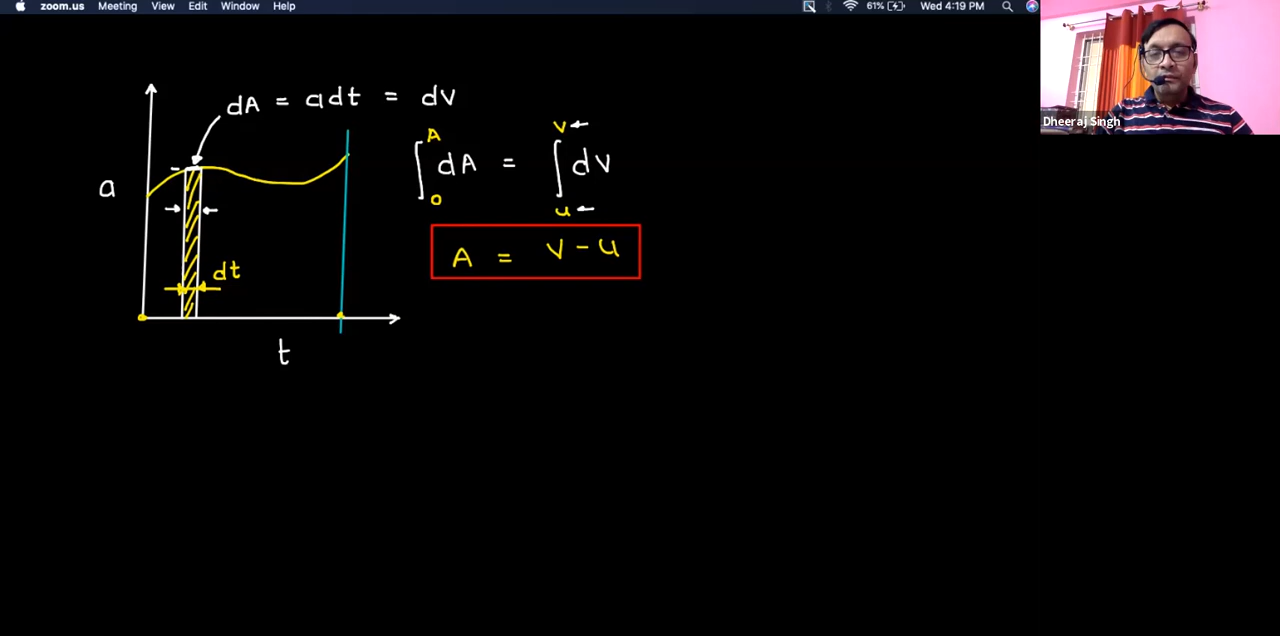 zoom.us Meeting View Edit Window Help 61% Wed 4:19 PM
Dheeraj Singh
dA = adt = dv
A v
∫ dA = ∫ dv
0 u
a
A = v - u
dt
t